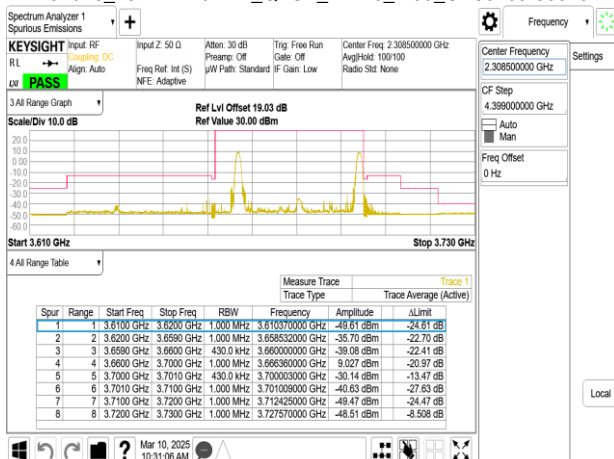 Spectrum Analyzer 1
Spurious Emissions
Frequency
KEYSIGHT Input: RF Input Z: 50 Ω Atten: 30 dB Trig: Free Run Center Freq: 2.308500000 GHz
RL Coupling: DC Preamp: Off Gate: Off Avg|Hold: 100/100
Align: Auto Freq Ref: Int (S) µW Path: Standard IF Gain: Low Radio Std: None
LXI PASS NFE: Adaptive
Center Frequency
2.308500000 GHz
Settings
CF Step
4.399000000 GHz
Auto
Man
Freq Offset
0 Hz
Local
3 All Range Graph
Ref Lvl Offset 19.03 dB
Scale/Div 10.0 dB Ref Value 30.00 dBm
20.0
10.0
0.00
-10.0
-20.0
-30.0
-40.0
-50.0
-60.0
Start 3.610 GHz Stop 3.730 GHz
4 All Range Table
Measure Trace Trace 1
Trace Type Trace Average (Active)
Spur Range Start Freq Stop Freq RBW Frequency Amplitude ΔLimit
1 1 3.6100 GHz 3.6200 GHz 1.000 MHz 3.610370000 GHz -49.61 dBm -24.61 dB
2 2 3.6200 GHz 3.6590 GHz 1.000 MHz 3.658532000 GHz -35.70 dBm -22.70 dB
3 3 3.6590 GHz 3.6600 GHz 430.0 kHz 3.660000000 GHz -39.08 dBm -22.41 dB
4 4 3.6600 GHz 3.7000 GHz 1.000 MHz 3.666360000 GHz 9.027 dBm -20.97 dB
5 5 3.7000 GHz 3.7010 GHz 430.0 kHz 3.700003000 GHz -30.14 dBm -13.47 dB
6 6 3.7010 GHz 3.7100 GHz 1.000 MHz 3.701009000 GHz -40.63 dBm -27.63 dB
7 7 3.7100 GHz 3.7200 GHz 1.000 MHz 3.712425000 GHz -49.47 dBm -24.47 dB
8 8 3.7200 GHz 3.7300 GHz 1.000 MHz 3.727570000 GHz -48.51 dBm -8.508 dB
Mar 10, 2025
10:31:06 AM